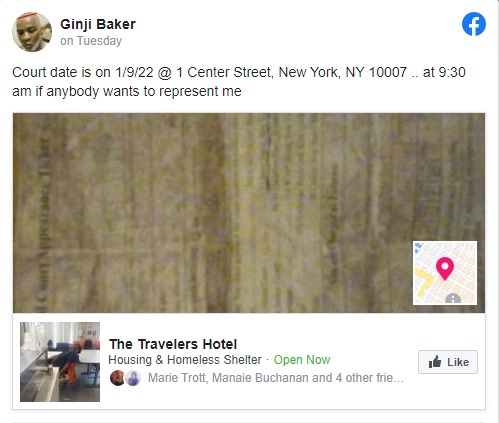 Ginji Baker
on Tuesday
Court date is on 1/9/22 @ 1 Center Street, New York, NY 10007 .. at 9:30
am if anybody wants to represent me
The Travelers Hotel
Housing & Homeless Shelter · Open Now
Like
Marie Trott, Manaie Buchanan and 4 other frie...